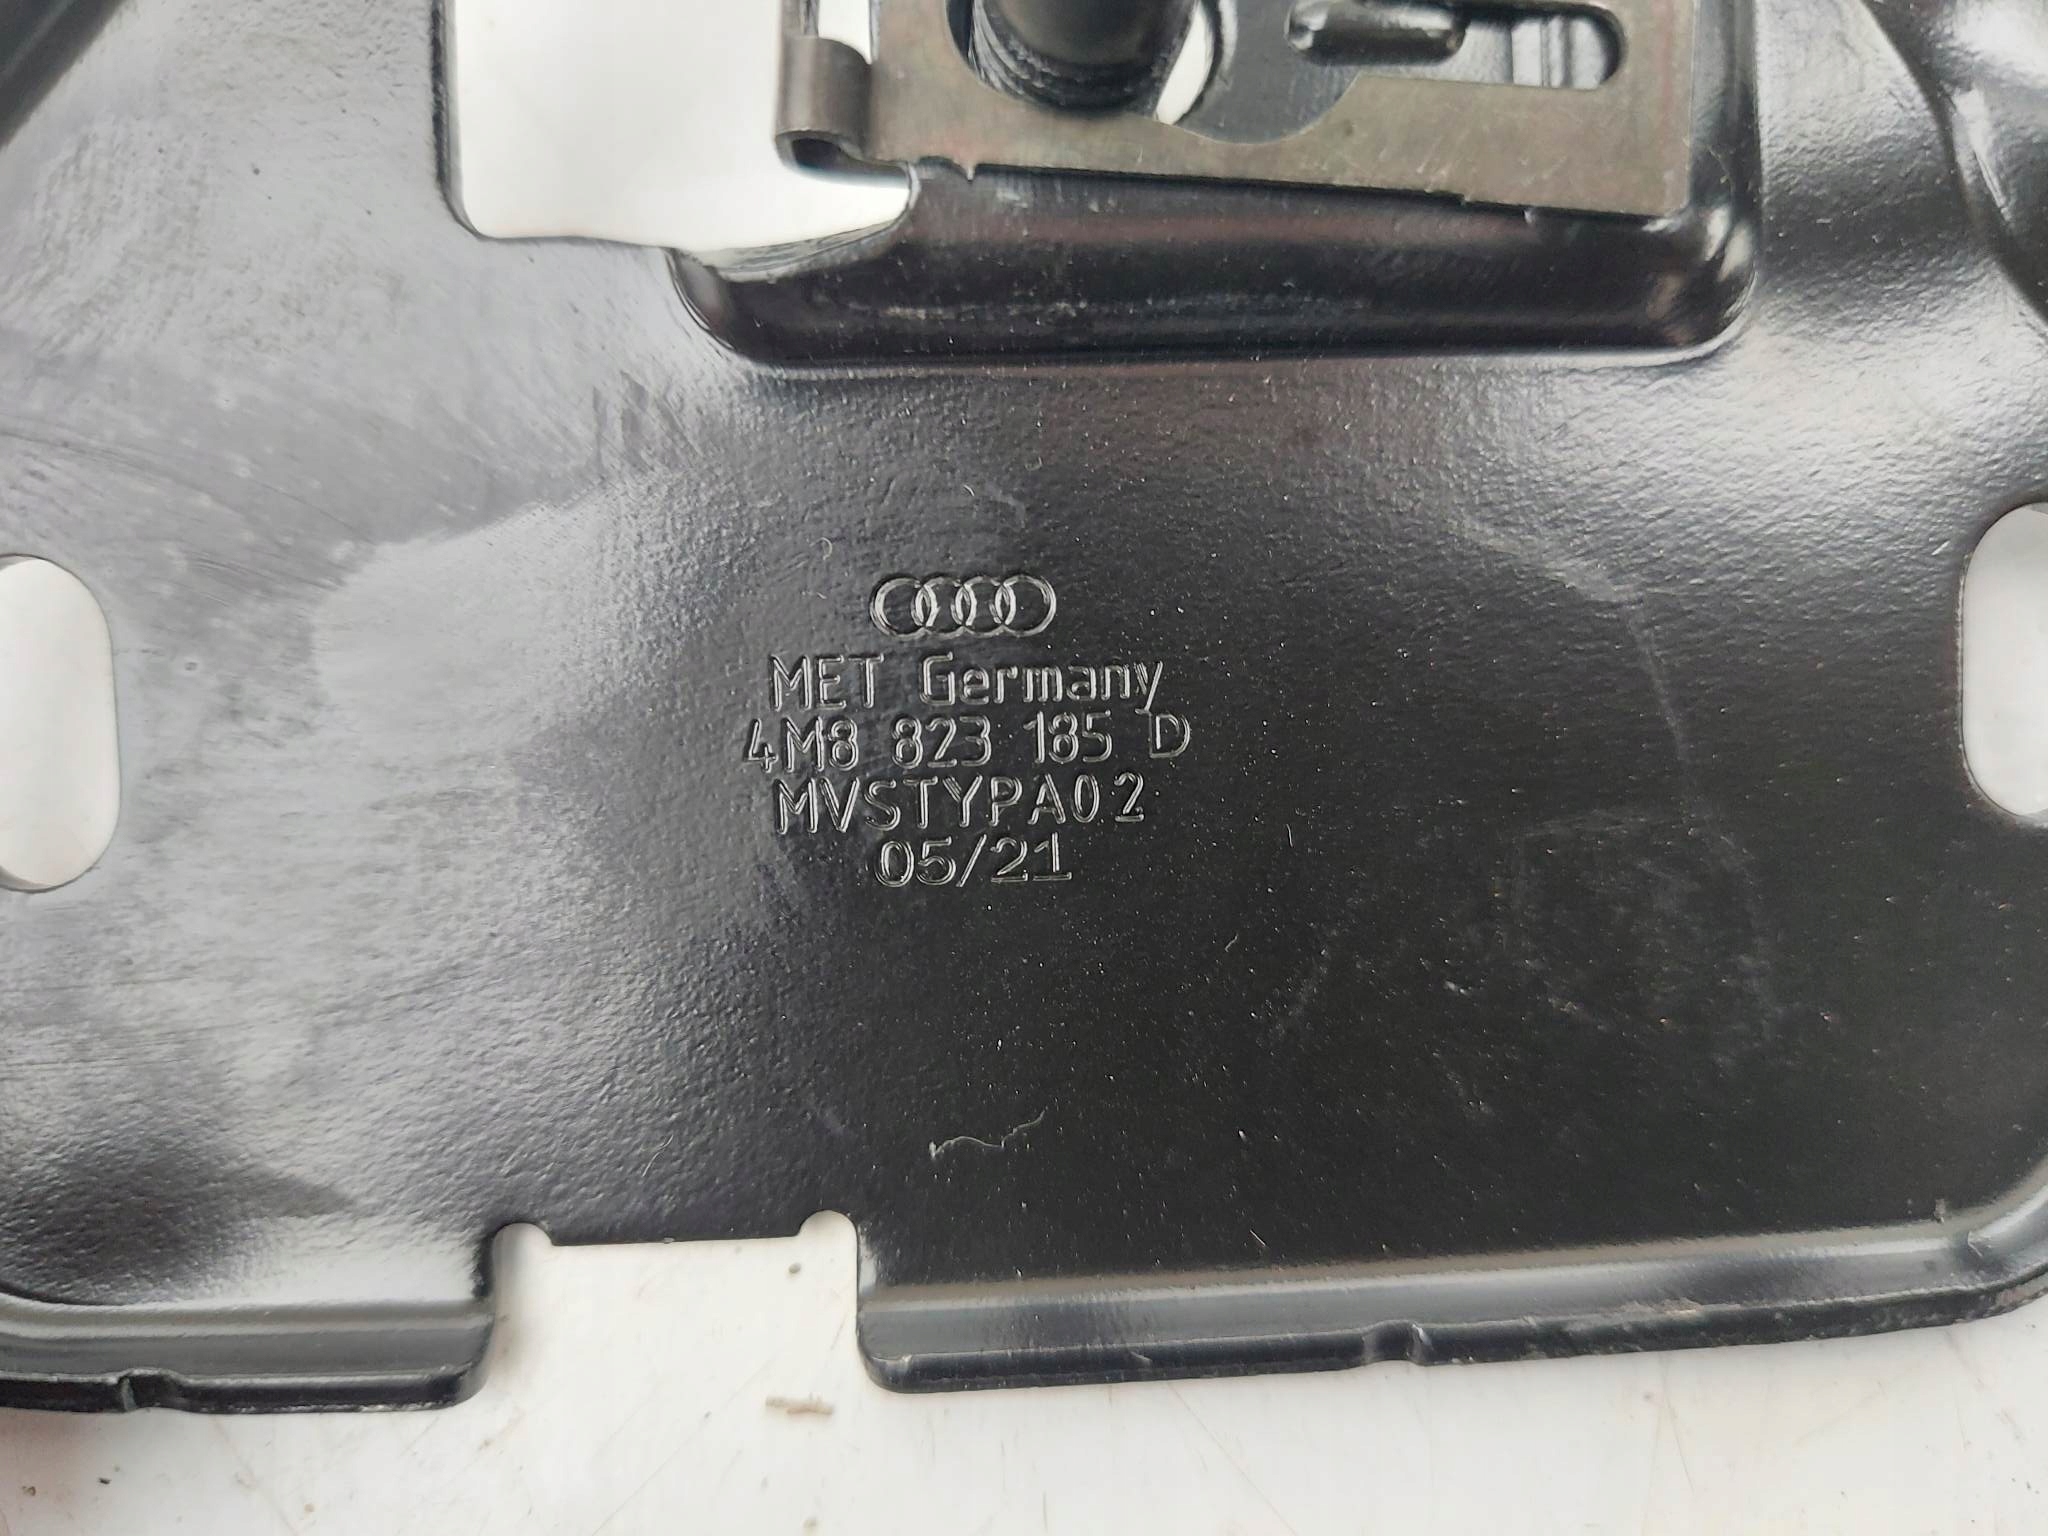 MET Germany
4M8 823 185 D
MVSTYPA02
05/21